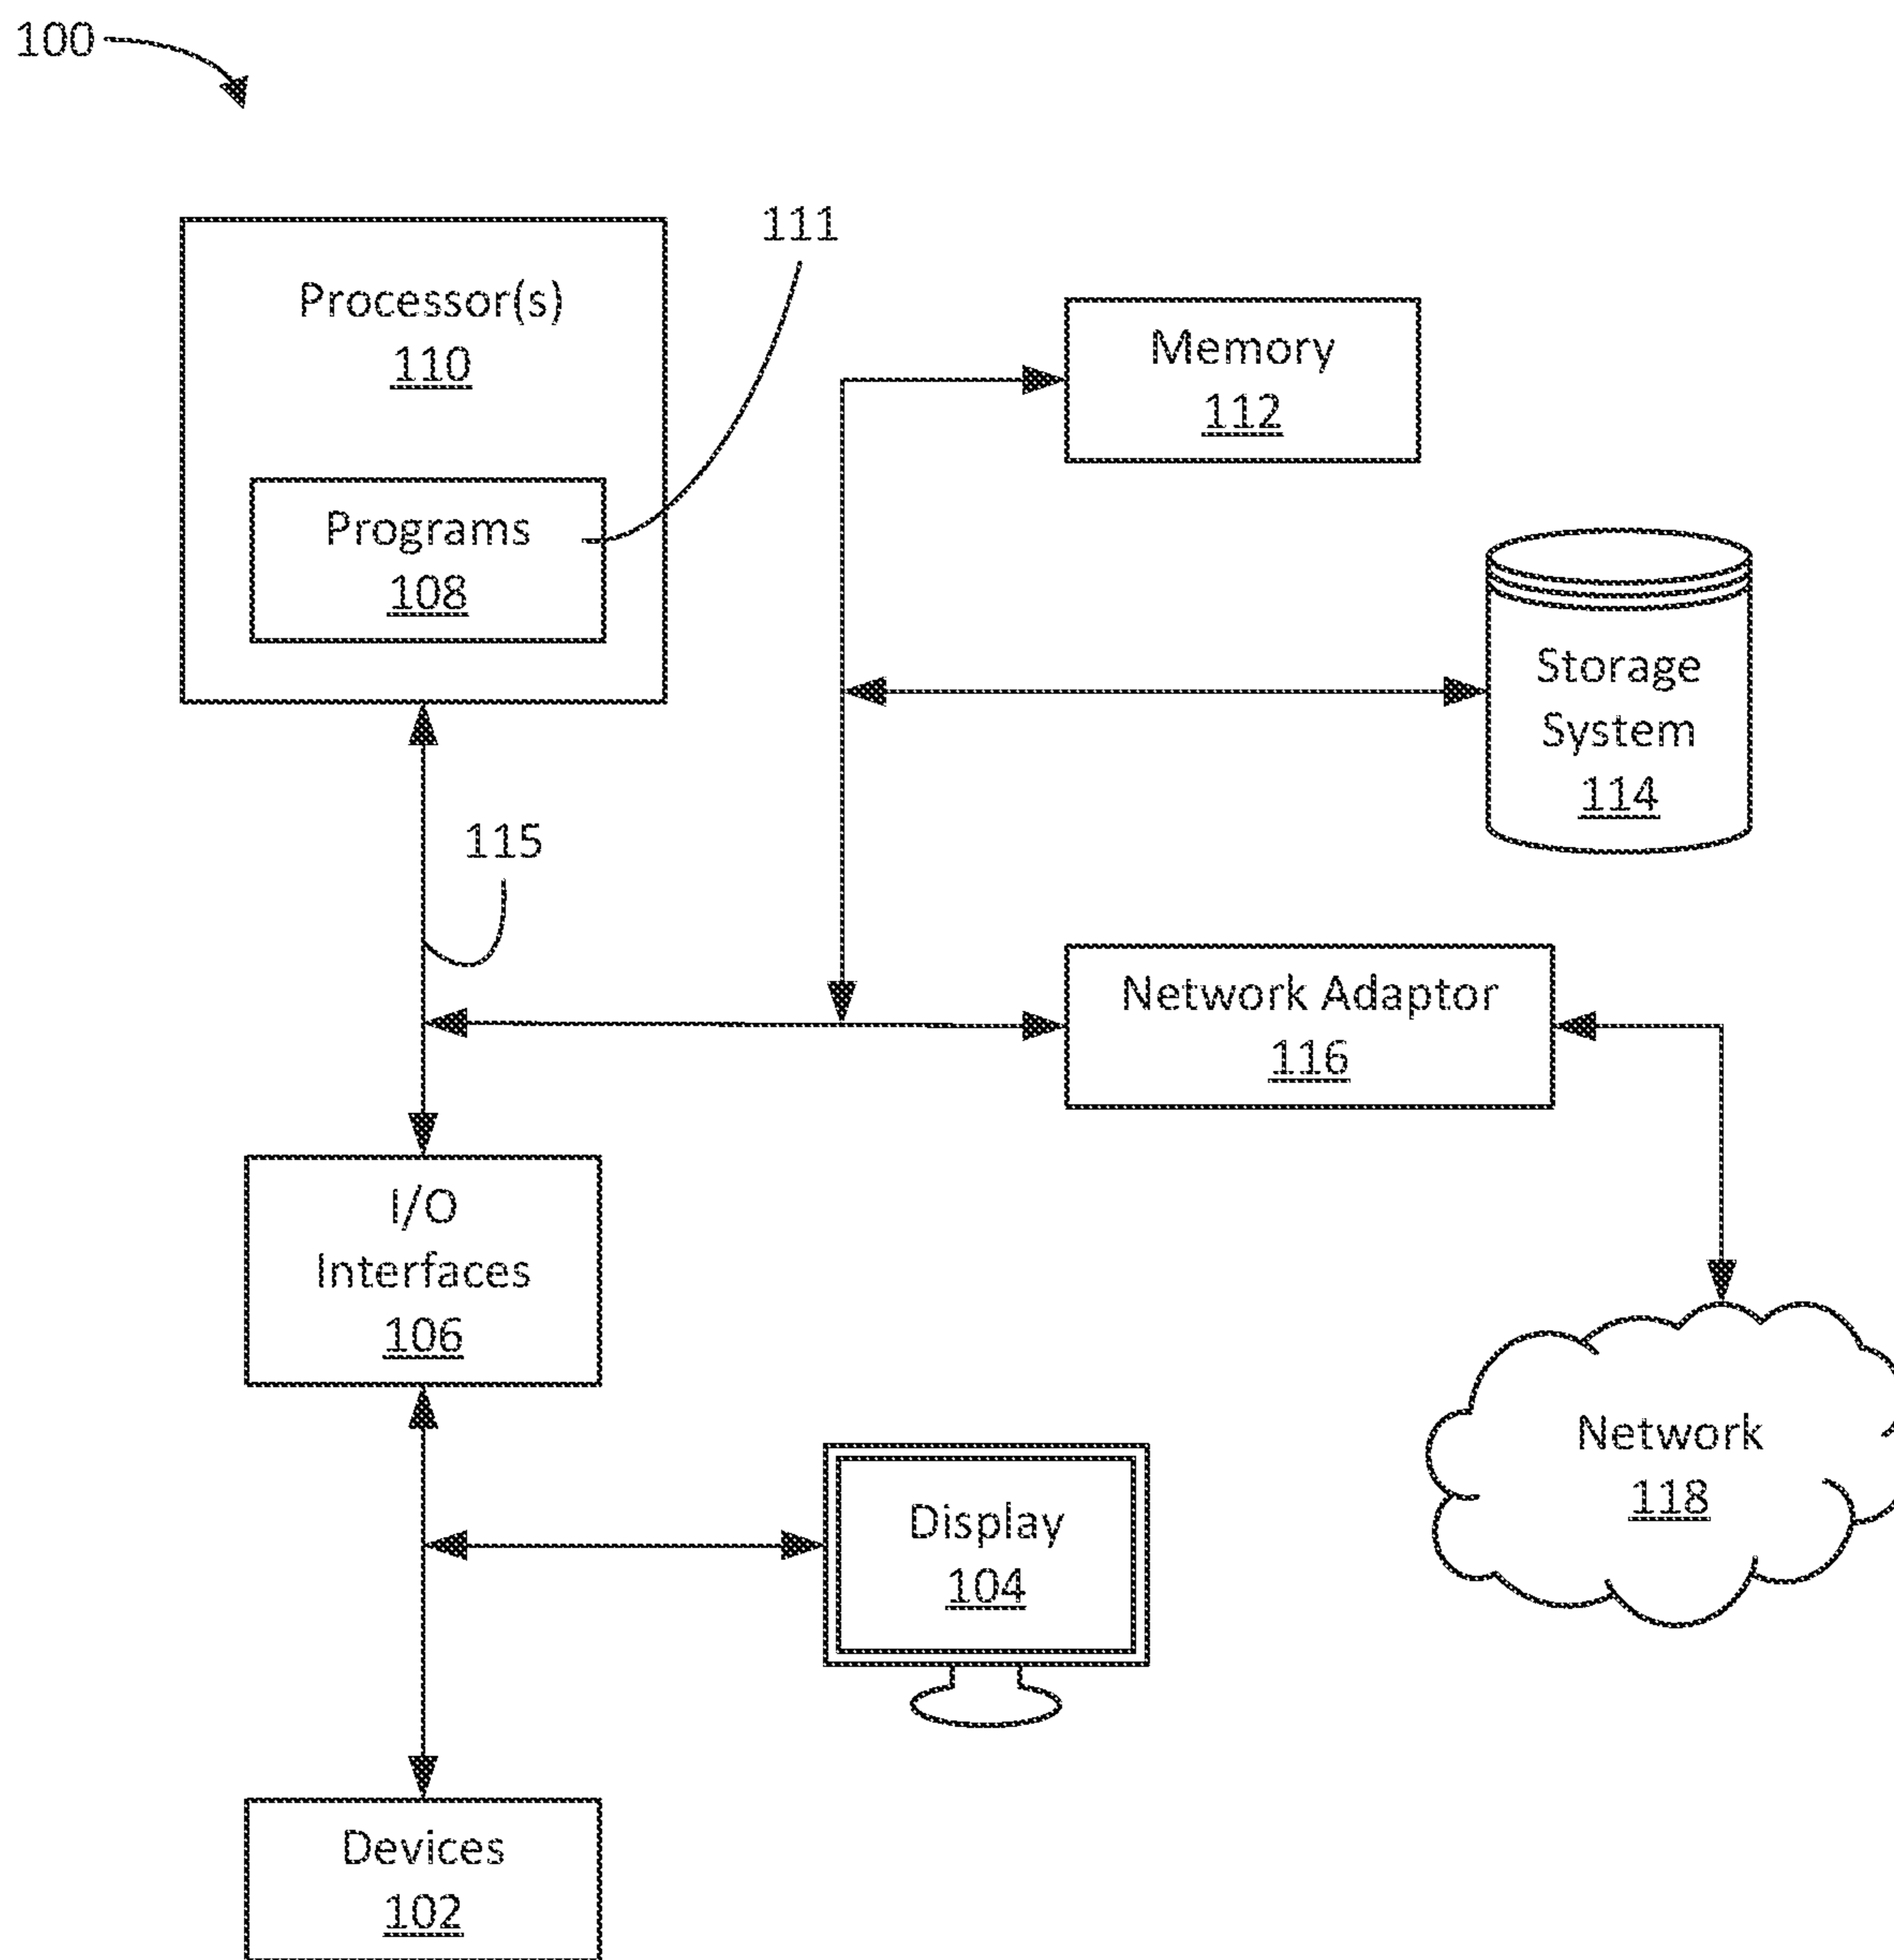 100
111
Processor(s)
110
Programs
108
Memory
112
Storage
System
114
115
Network Adaptor
116
I/O
Interfaces
106
Network
118
Display
104
Devices
102